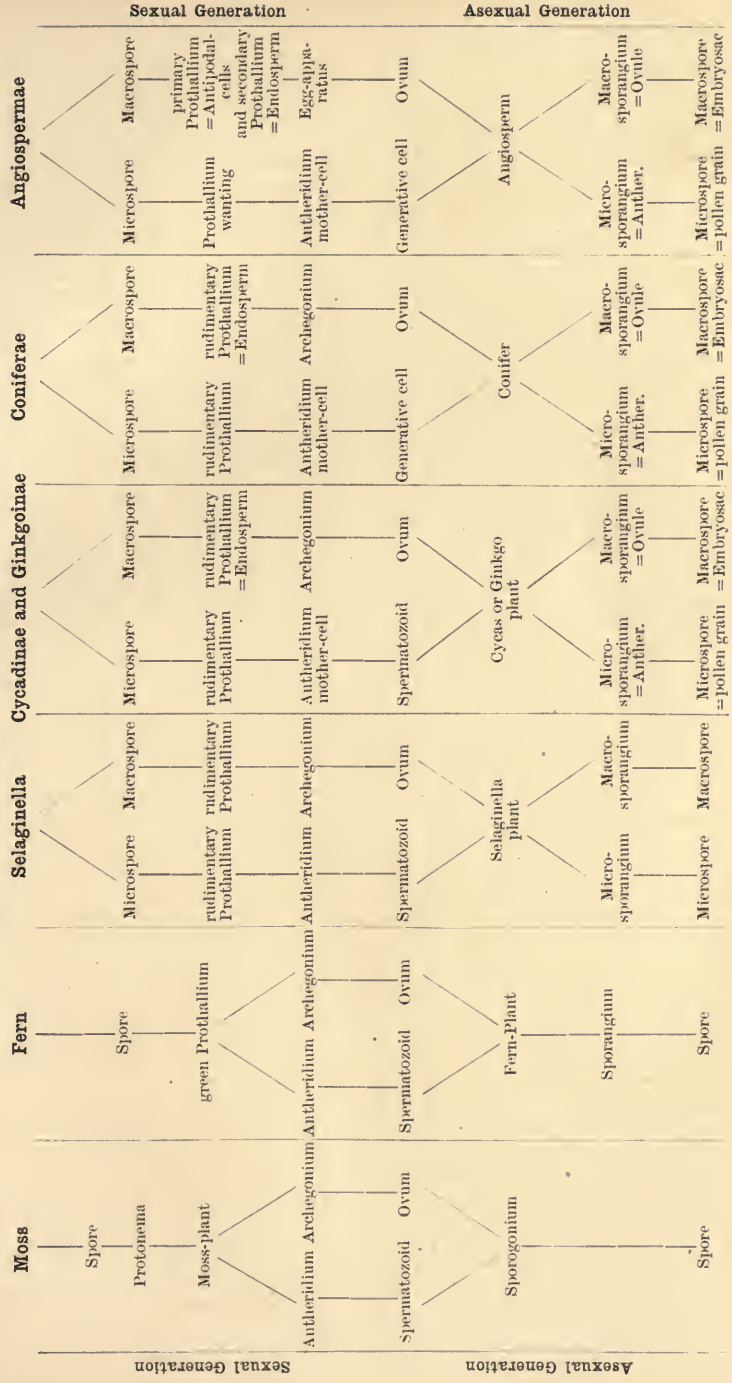 Sexual Generation
Asexual Generation
Moss
Spore
Protonema
Moss-plant
Antheridium Archegonium
Spermatozoid
Ovum
Sporogonium
Spore
Fern
Spore
green Prothallium
Antheridium Archegonium
Spermatozoid
Ovum
Fern-Plant
Sporangium
Spore
Selaginella
Microspore
Macrospore
rudimentary
Prothallium
rudimentary
Prothallium
Antheridium
Archegonium
Spermatozoid
Ovum
Selaginella
plant
Micro-
sporangium
Macro-
sporangium
Microspore
Macrospore
Cycadinae and Ginkgoinae
Microspore
Macrospore
rudimentary
Prothallium
rudimentary
Prothallium
= Endosperm
Antheridium
mother-cell
Archegonium
Spermatozoid
Ovum
Cycas or Ginkgo
plant
Micro-
sporangium
= Anther.
Macro-
sporangium
= Ovule
Microspore
= pollen grain
Macrospore
= Embryosac
Coniferae
Microspore
Macrospore
rudimentary
Prothallium
rudimentary
Prothallium
= Endosperm
Antheridium
mother-cell
Archegonium
Generative cell
Ovum
Conifer
Micro-
sporangium
= Anther.
Macro-
sporangium
= Ovule
Microspore
= pollen grain
Macrospore
= Embryosac
Angiospermae
Microspore
Macrospore
Prothallium
wanting
primary
Prothallium
= Antipodal-
cells
and secondary
Prothallium
= Endosperm
Antheridium
mother-cell
Egg-appa-
ratus
Generative cell
Ovum
Angiosperm
Micro-
sporangium
= Anther.
Macro-
sporangium
= Ovule
Microspore
= pollen grain
Macrospore
= Embryosac
Sexual Generation
Asexual Generation